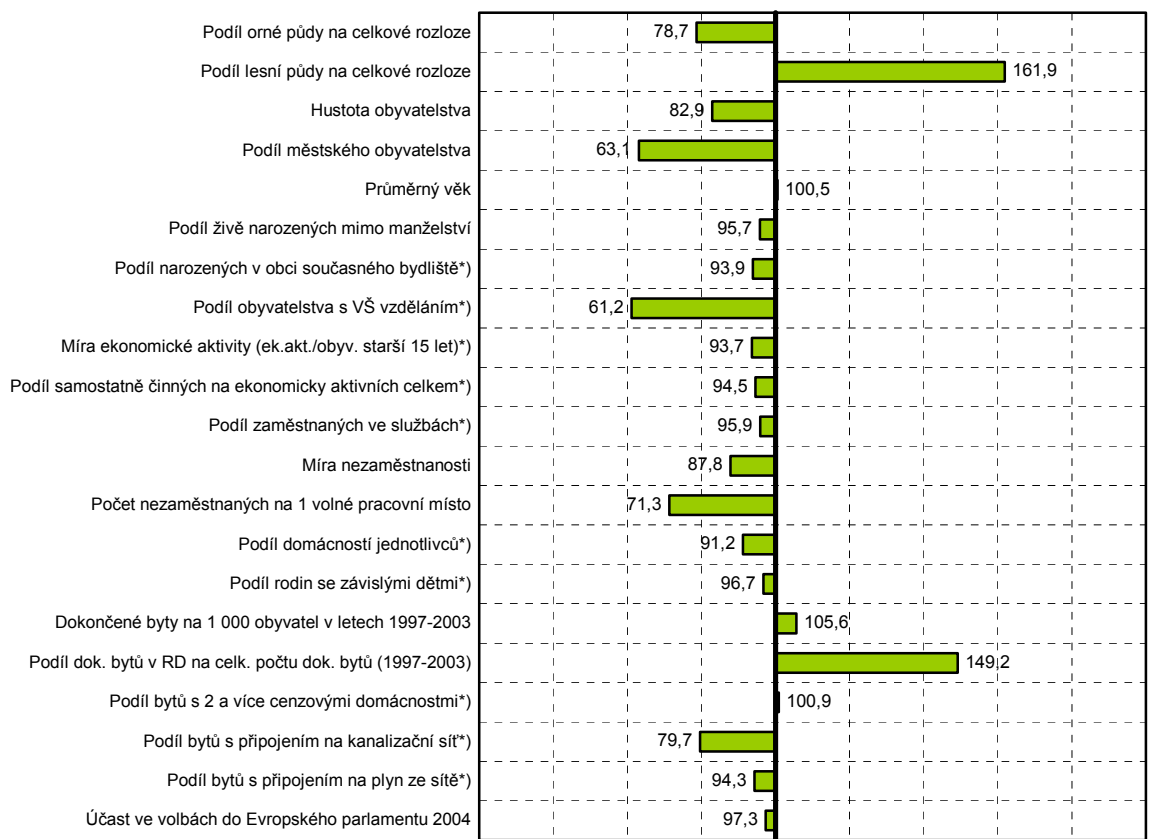 Podíl orné půdy na celkové rozloze 78,7
Podíl lesní půdy na celkové rozloze 161,9
Hustota obyvatelstva 82,9
Podíl městského obyvatelstva 63,1
Průměrný věk 100,5
Podíl živě narozených mimo manželství 95,7
Podíl narozených v obci současného bydliště*) 93,9
Podíl obyvatelstva s VŠ vzděláním*) 61,2
Míra ekonomické aktivity (ek.akt./obyv. starší 15 let)*) 93,7
Podíl samostatně činných na ekonomicky aktivních celkem*) 94,5
Podíl zaměstnaných ve službách*) 95,9
Míra nezaměstnanosti 87,8
Počet nezaměstnaných na 1 volné pracovní místo 71,3
Podíl domácností jednotlivců*) 91,2
Podíl rodin se závislými dětmi*) 96,7
Dokončené byty na 1 000 obyvatel v letech 1997-2003 105,6
Podíl dok. bytů v RD na celk. počtu dok. bytů (1997-2003) 149,2
Podíl bytů s 2 a více cenzovými domácnostmi*) 100,9
Podíl bytů s připojením na kanalizační síť*) 79,7
Podíl bytů s připojením na plyn ze sítě*) 94,3
Účast ve volbách do Evropského parlamentu 2004 97,3